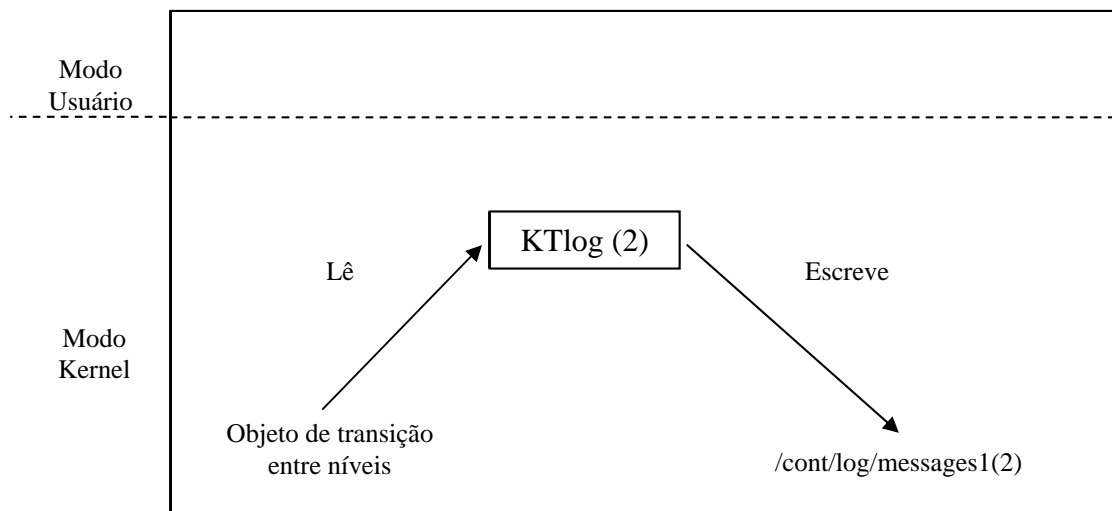 Modo
Usuário
KTlog (2)
Lê
Escreve
Modo
Kernel
Objeto de transição
entre níveis
/cont/log/messages1(2)